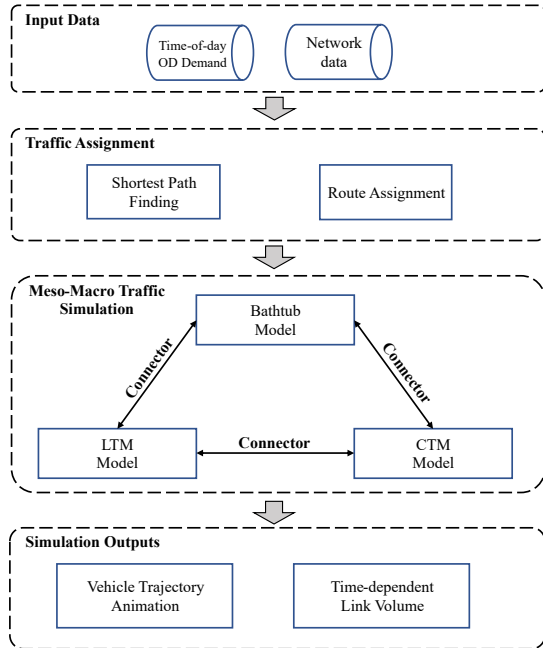 Input Data
Time-of-day
OD Demand
Network
data
Traffic Assignment
Shortest Path
Finding
Route Assignment
Meso-Macro Traffic
Simulation
Bathtub
Model
Connector
Connector
LTM
Model
Connector
CTM
Model
Simulation Outputs
Vehicle Trajectory
Animation
Time-dependent
Link Volume